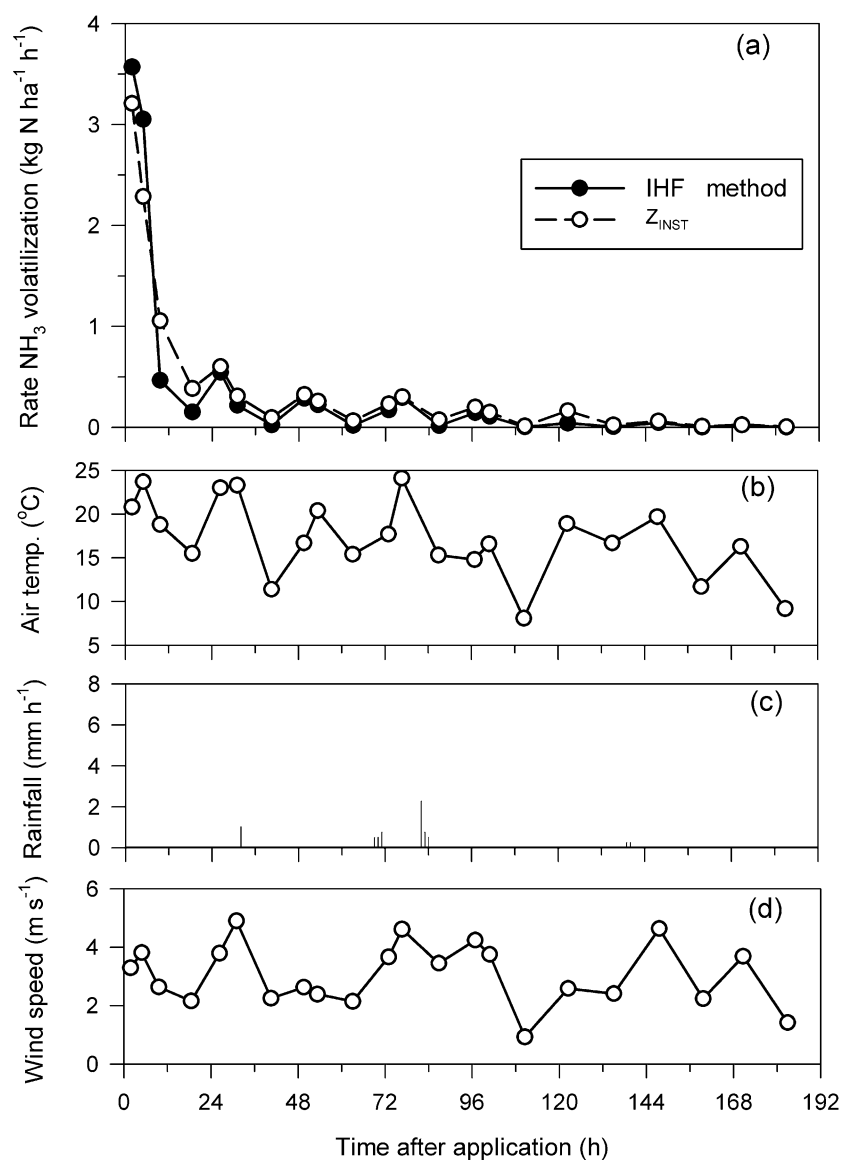 (a)
Rate NH3 volatilization (kg N ha-1 h-1)
4
3
2
1
0
IHF method
ZINST
(b)
Air temp. (oC)
25
20
15
10
5
(c)
Rainfall (mm h-1)
8
6
4
2
0
(d)
Wind speed (m s-1)
6
4
2
0
0 24 48 72 96 120 144 168 192
Time after application (h)